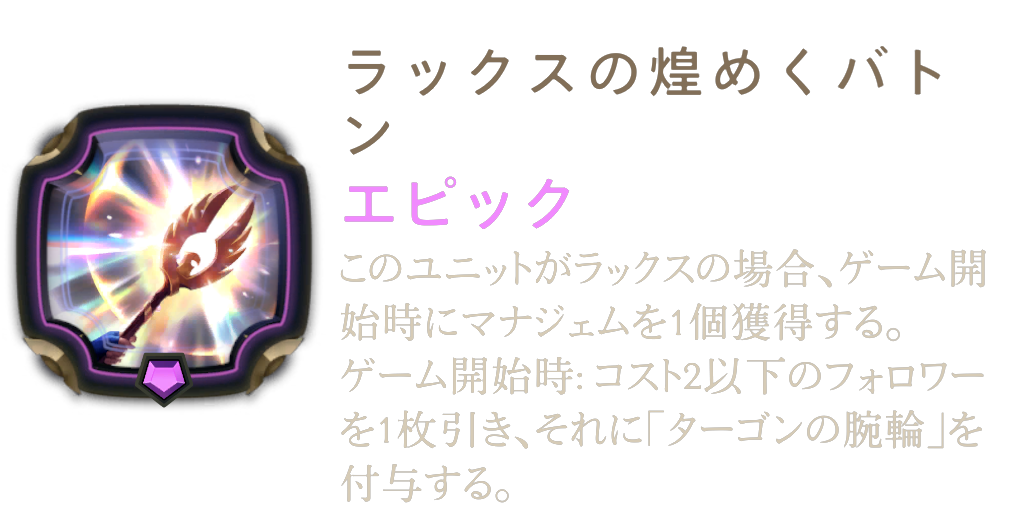 ラックスの煌めくバト
ン
エピック
このユニットがラックスの場合、ゲーム開
始時にマナジェムを1個獲得する。
ゲーム開始時: コスト2以下のフォロワー
を1枚引き、それに「ターゴンの腕輪」を
付与する。